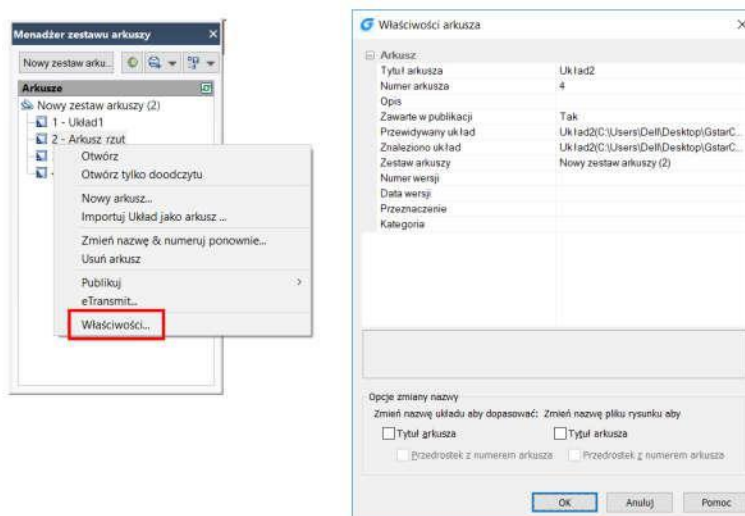 Menadżer zestawu arkuszy
Nowy zestaw arku...
Arkusze
Nowy zestaw arkuszy (2)
1 - Układ1
2 - Arkusz rzut
Otwórz
Otwórz tylko doodczytu
Nowy arkusz...
Importuj Układ jako arkusz ...
Zmień nazwę & numeruj ponownie...
Usuń arkusz
Publikuj
eTransmit...
Właściwości...
Właściwości arkusza
Arkusz
Tytuł arkusza Układ2
Numer arkusza 4
Opis
Zawarte w publikacji Tak
Przewidywany układ Układ2(C:\Users\Dell\Desktop\GstarC...
Znaleziono układ Układ2(C:\Users\Dell\Desktop\GstarC...
Zestaw arkuszy Nowy zestaw arkuszy (2)
Numer wersji
Data wersji
Przeznaczenie
Kategoria
Opcje zmiany nazwy
Zmień nazwę układu aby dopasować: Zmień nazwę pliku rysunku aby
Tytuł arkusza Tytuł arkusza
Przedrostek z numerem arkusza Przedrostek z numerem arkusza
OK Anuluj Pomoc